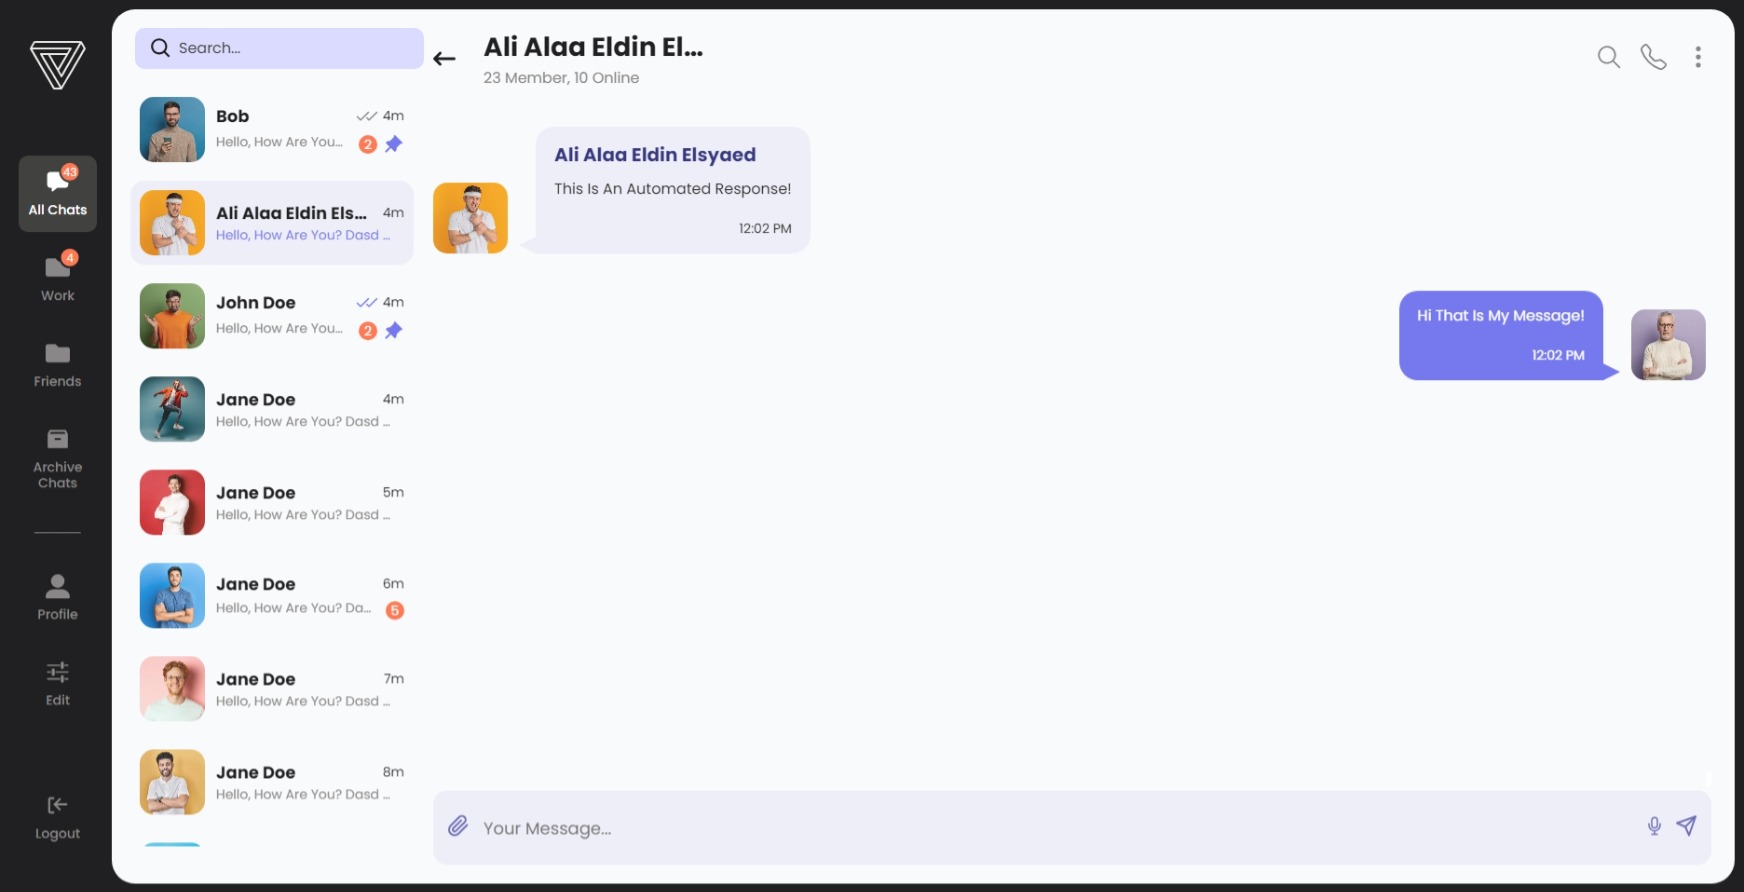 43
All Chats
4
Work
Friends
Archive
Chats
Profile
Edit
Logout
Search...
Bob
4m
Hello, How Are You...
2
Ali Alaa Eldin Els...
4m
Hello, How Are You? Dasd ...
John Doe
4m
Hello, How Are You...
2
Jane Doe
4m
Hello, How Are You? Dasd ...
Jane Doe
5m
Hello, How Are You? Dasd ...
Jane Doe
6m
Hello, How Are You? Da...
5
Jane Doe
7m
Hello, How Are You? Dasd ...
Jane Doe
8m
Hello, How Are You? Dasd ...
Ali Alaa Eldin El...
23 Member, 10 Online
Ali Alaa Eldin Elsyaed
This Is An Automated Response!
12:02 PM
Hi That Is My Message!
12:02 PM
Your Message...